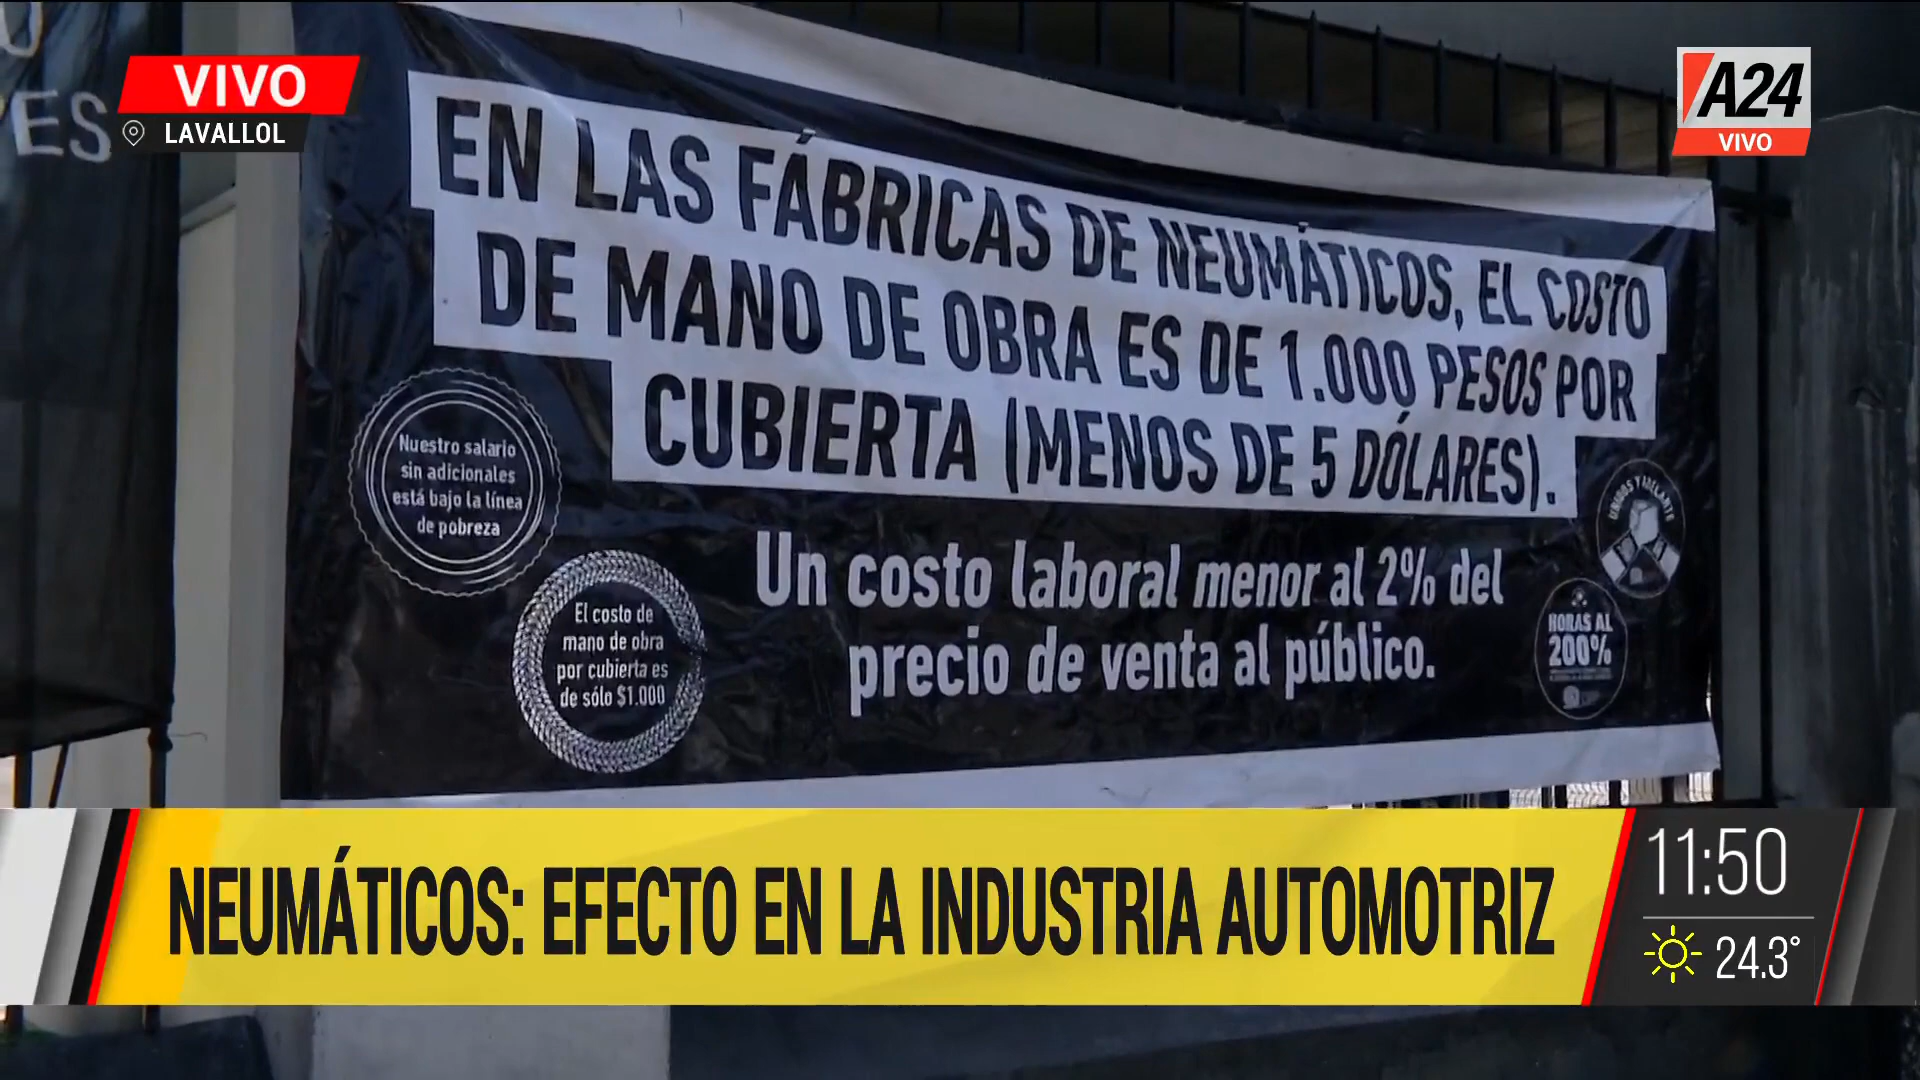 VIVO
LAVALLOL
A24
VIVO
ES
EN LAS FÁBRICAS DE NEUMÁTICOS, EL COSTO
DE MANO DE OBRA ES DE 1.000 PESOS POR
CUBIERTA (MENOS DE 5 DÓLARES).
Un costo laboral menor al 2% del
precio de venta al público.
Nuestro salario
sin adicionales
está bajo la línea
de pobreza
El costo de
mano de obra
por cubierta es
de sólo $1.000
UNIDOS Y ADELANTE
HORAS AL
200%
NEUMÁTICOS: EFECTO EN LA INDUSTRIA AUTOMOTRIZ
11:50
24.3°